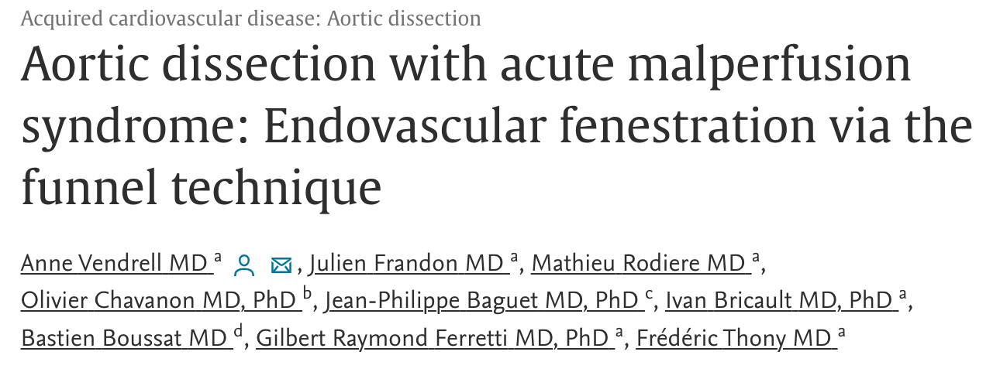 Acquired cardiovascular disease: Aortic dissection
Aortic dissection with acute malperfusion
syndrome: Endovascular fenestration via the
funnel technique
Anne Vendrell MD a , Julien Frandon MD a, Mathieu Rodiere MD a,
Olivier Chavanon MD, PhD b, Jean-Philippe Baguet MD, PhD c, Ivan Bricault MD, PhD a,
Bastien Boussat MD d, Gilbert Raymond Ferretti MD, PhD a, Frédéric Thony MD a